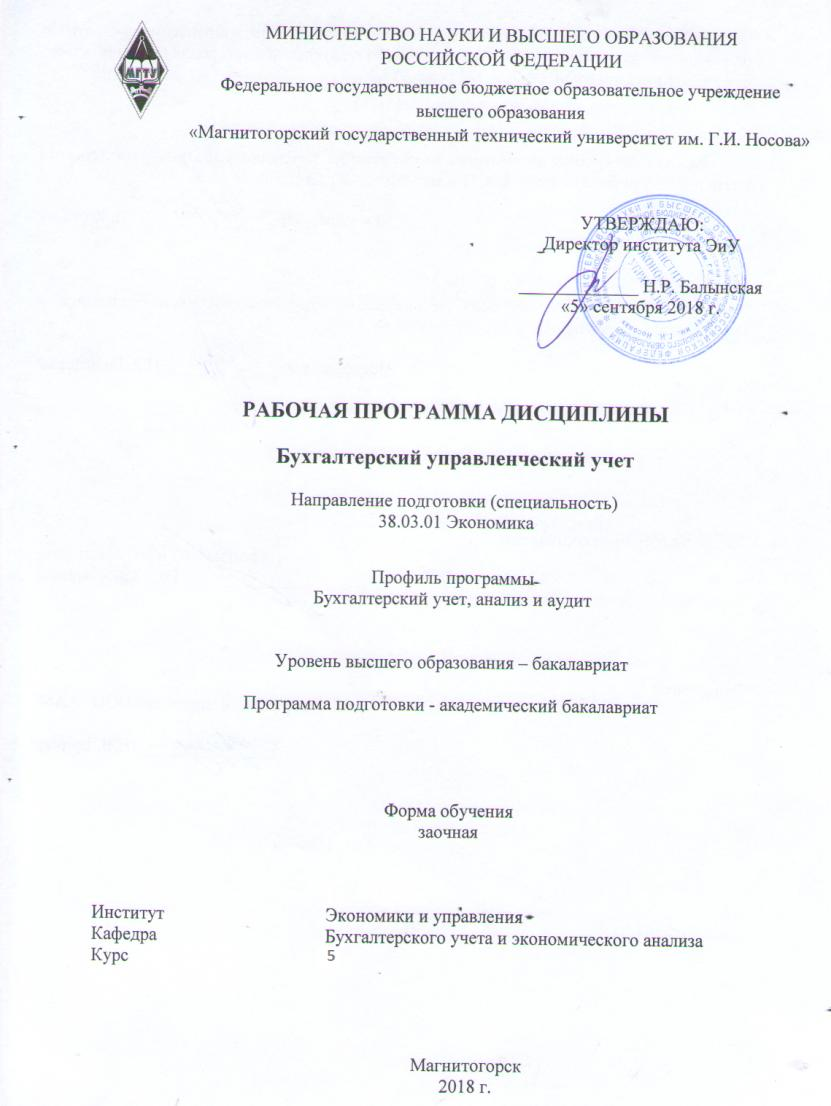 МИНИСТЕРСТВО НАУКИ И ВЫСШЕГО ОБРАЗОВАНИЯ
РОССИЙСКОЙ ФЕДЕРАЦИИ
Федеральное государственное бюджетное образовательное учреждение
высшего образования
«Магнитогорский государственный технический университет им. Г.И. Носова»
МГТУ
УТВЕРЖДАЮ:
Директор института ЭиУ
Н.Р. Балынская
«5» сентября 2018 г.
РАБОЧАЯ ПРОГРАММА ДИСЦИПЛИНЫ
Бухгалтерский управленческий учет
Направление подготовки (специальность)
38.03.01 Экономика
Профиль программы
Бухгалтерский учет, анализ и аудит
Уровень высшего образования – бакалавриат
Программа подготовки - академический бакалавриат
Форма обучения
заочная
Институт Экономики и управления
Кафедра Бухгалтерского учета и экономического анализа
Курс 5
Магнитогорск
2018 г.